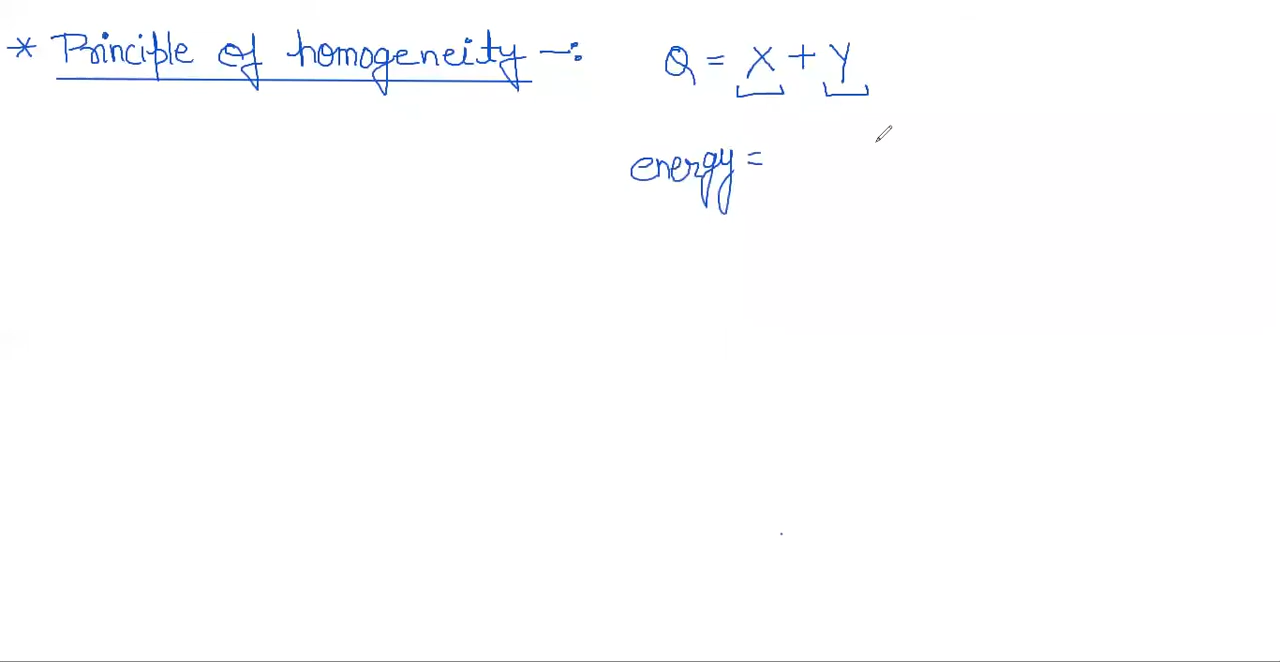 * Principle of homogeneity -: Q = X + Y
energy =